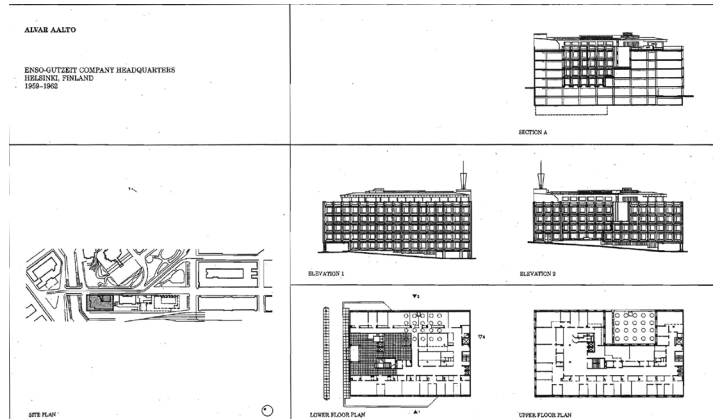 ALVAR AALTO
ENSO-GUTZEIT COMPANY HEADQUARTERS
HELSINKI, FINLAND
1959-1962
SECTION A
ELEVATION 1
ELEVATION 2
SITE PLAN
LOWER FLOOR PLAN
UPPER FLOOR PLAN